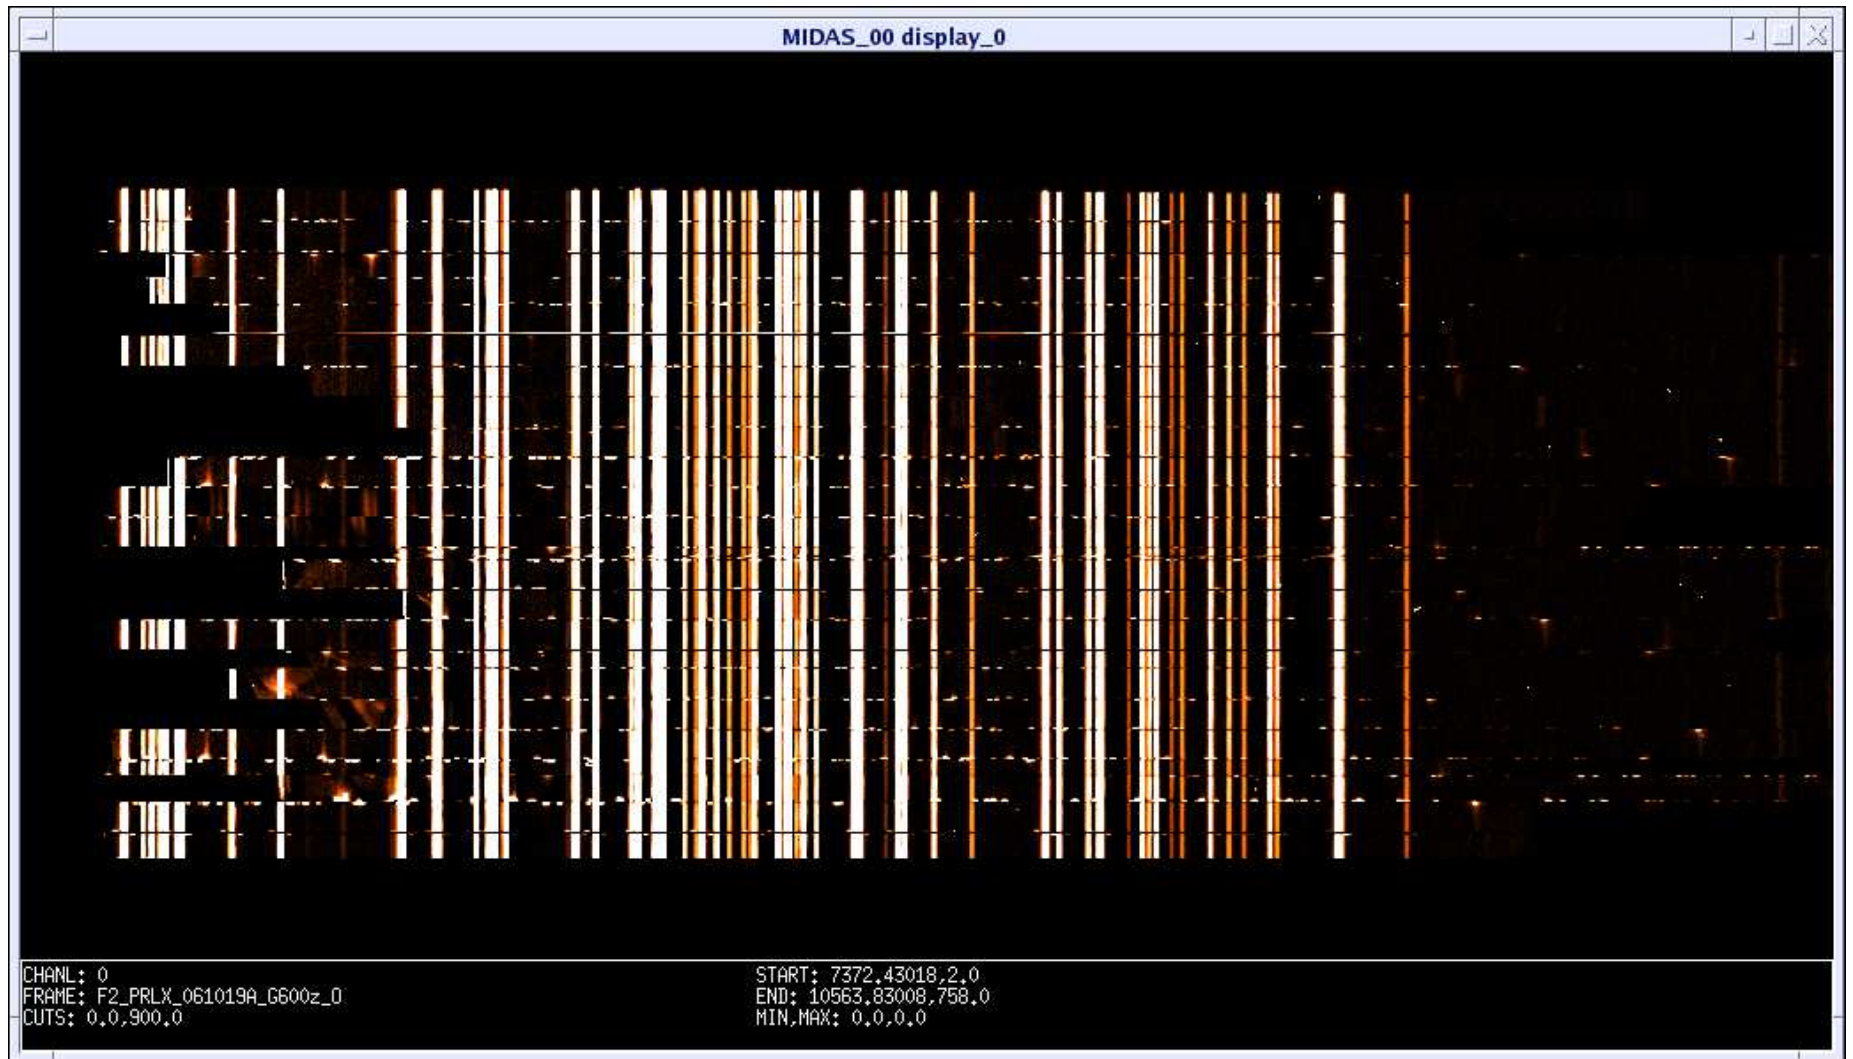 MIDAS_00 display_0
CHANL: 0
FRAME: F2_PRLX_061019A_G600z_O
CUTS: 0.0,900.0
START: 7372.43018,2.0
END: 10563.83008,758.0
MIN,MAX: 0.0,0.0